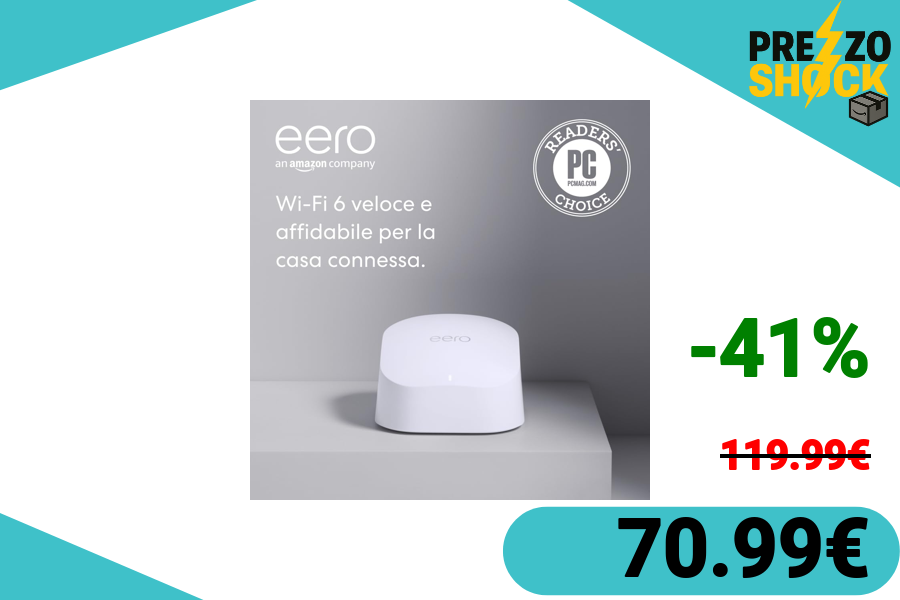 PREZZO
SHOCK
eero
an amazon company
READERS'
PC
PCMAG.COM
CHOICE
Wi-Fi 6 veloce e
affidabile per la
casa connessa.
eero
-41%
119.99€
70.99€